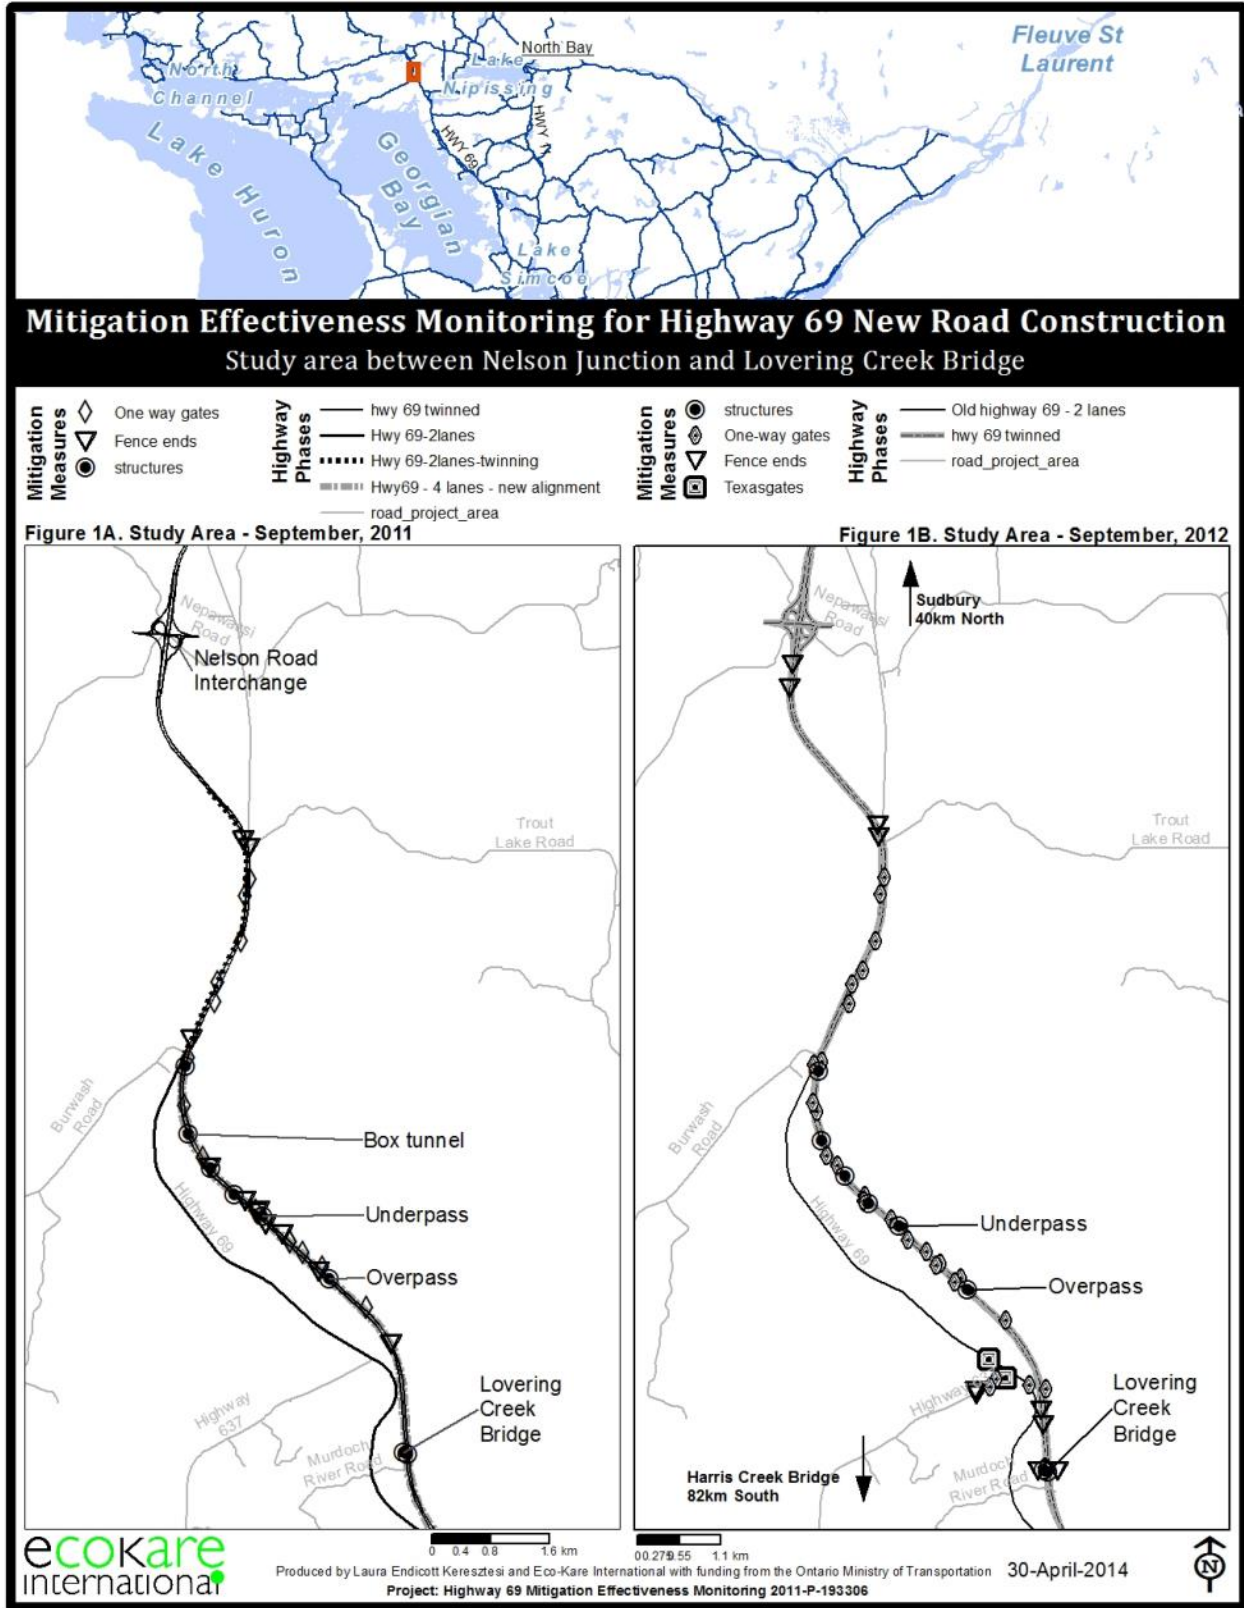 North Bay
Fleuve St
Laurent
North
Channel
Lake
Nipissing
HWY 69
HWY 11
Lake Huron
Georgian
Bay
Lake
Simcoe
Mitigation Effectiveness Monitoring for Highway 69 New Road Construction
Study area between Nelson Junction and Lovering Creek Bridge
Mitigation
Measures
One way gates
Fence ends
structures
Highway
Phases
hwy 69 twinned
Hwy 69-2lanes
Hwy 69-2lanes-twinning
Hwy69 - 4 lanes - new alignment
road_project_area
Mitigation
Measures
structures
One-way gates
Fence ends
Texasgates
Highway
Phases
Old highway 69 - 2 lanes
hwy 69 twinned
road_project_area
Figure 1A. Study Area - September, 2011
Nepawassi
Road
Nelson Road
Interchange
Trout
Lake Road
Burwash
Road
Box tunnel
Highway 69
Underpass
Overpass
Highway
637
Murdoch
River Road
Lovering
Creek
Bridge
0 0.4 0.8 1.6 km
Figure 1B. Study Area - September, 2012
Sudbury
40km North
Nepawassi
Road
Trout
Lake Road
Burwash
Road
Highway 69
Underpass
Overpass
Highway
Murdoch
River Road
Lovering
Creek
Bridge
Harris Creek Bridge
82km South
00.2750.55 1.1 km
ecokare
international
Produced by Laura Endicott Keresztesi and Eco-Kare International with funding from the Ontario Ministry of Transportation
30-April-2014
N
Project: Highway 69 Mitigation Effectiveness Monitoring 2011-P-193306